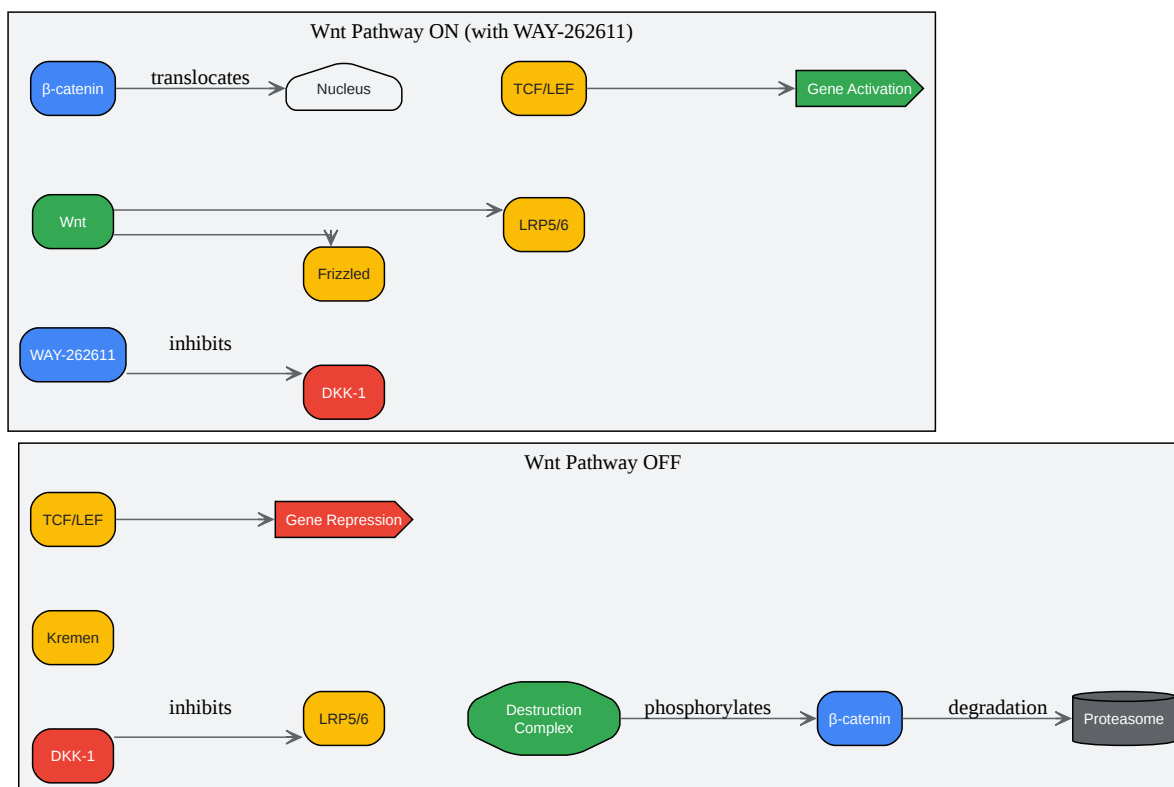 Wnt Pathway ON (with WAY-262611)
β-catenin
translocates
Nucleus
TCF/LEF
Gene Activation
Wnt
LRP5/6
Frizzled
WAY-262611
inhibits
DKK-1
Wnt Pathway OFF
TCF/LEF
Gene Repression
Kremen
DKK-1
inhibits
LRP5/6
Destruction
Complex
phosphorylates
β-catenin
degradation
Proteasome